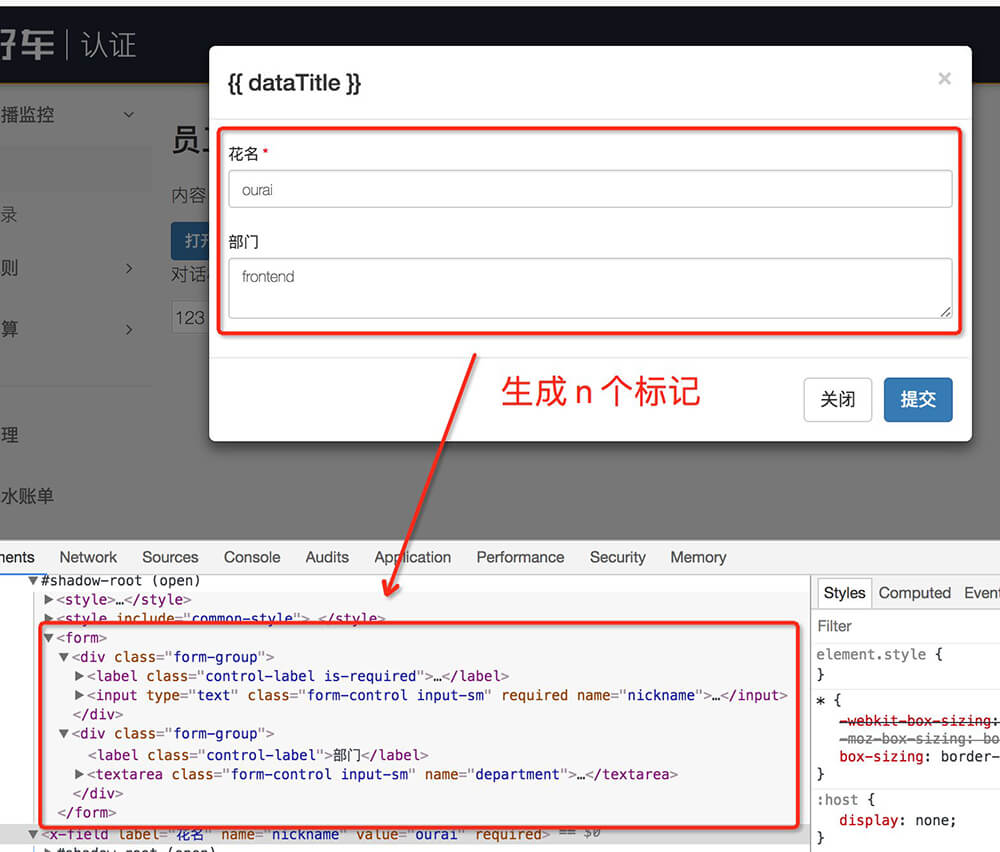 好车 | 认证
{{ dataTitle }}
×
播监控
员工
花名 *
内容
ourai
录
打开
部门
则
对话
frontend
算
123
生成 n 个标记
关闭
提交
理
水账单
ments Network Sources Console Audits Application Performance Security Memory
▼#shadow-root (open)
▶<style>…</style>
▶<style include="common-style">…</style>
▼<form>
▼<div class="form-group">
▶<label class="control-label is-required">…</label>
▶<input type="text" class="form-control input-sm" required name="nickname">…</input>
</div>
▼<div class="form-group">
<label class="control-label">部门</label>
▶<textarea class="form-control input-sm" name="department">…</textarea>
</div>
</form>
▼<x-field label="花名" name="nickname" value="ourai" required> == $0
▶#shadow-root (open)
Styles Computed Event
Filter
element.style {
}
* {
-webkit-box-sizing:
-moz-box-sizing: bo
box-sizing: border-
}
:host {
display: none;
}